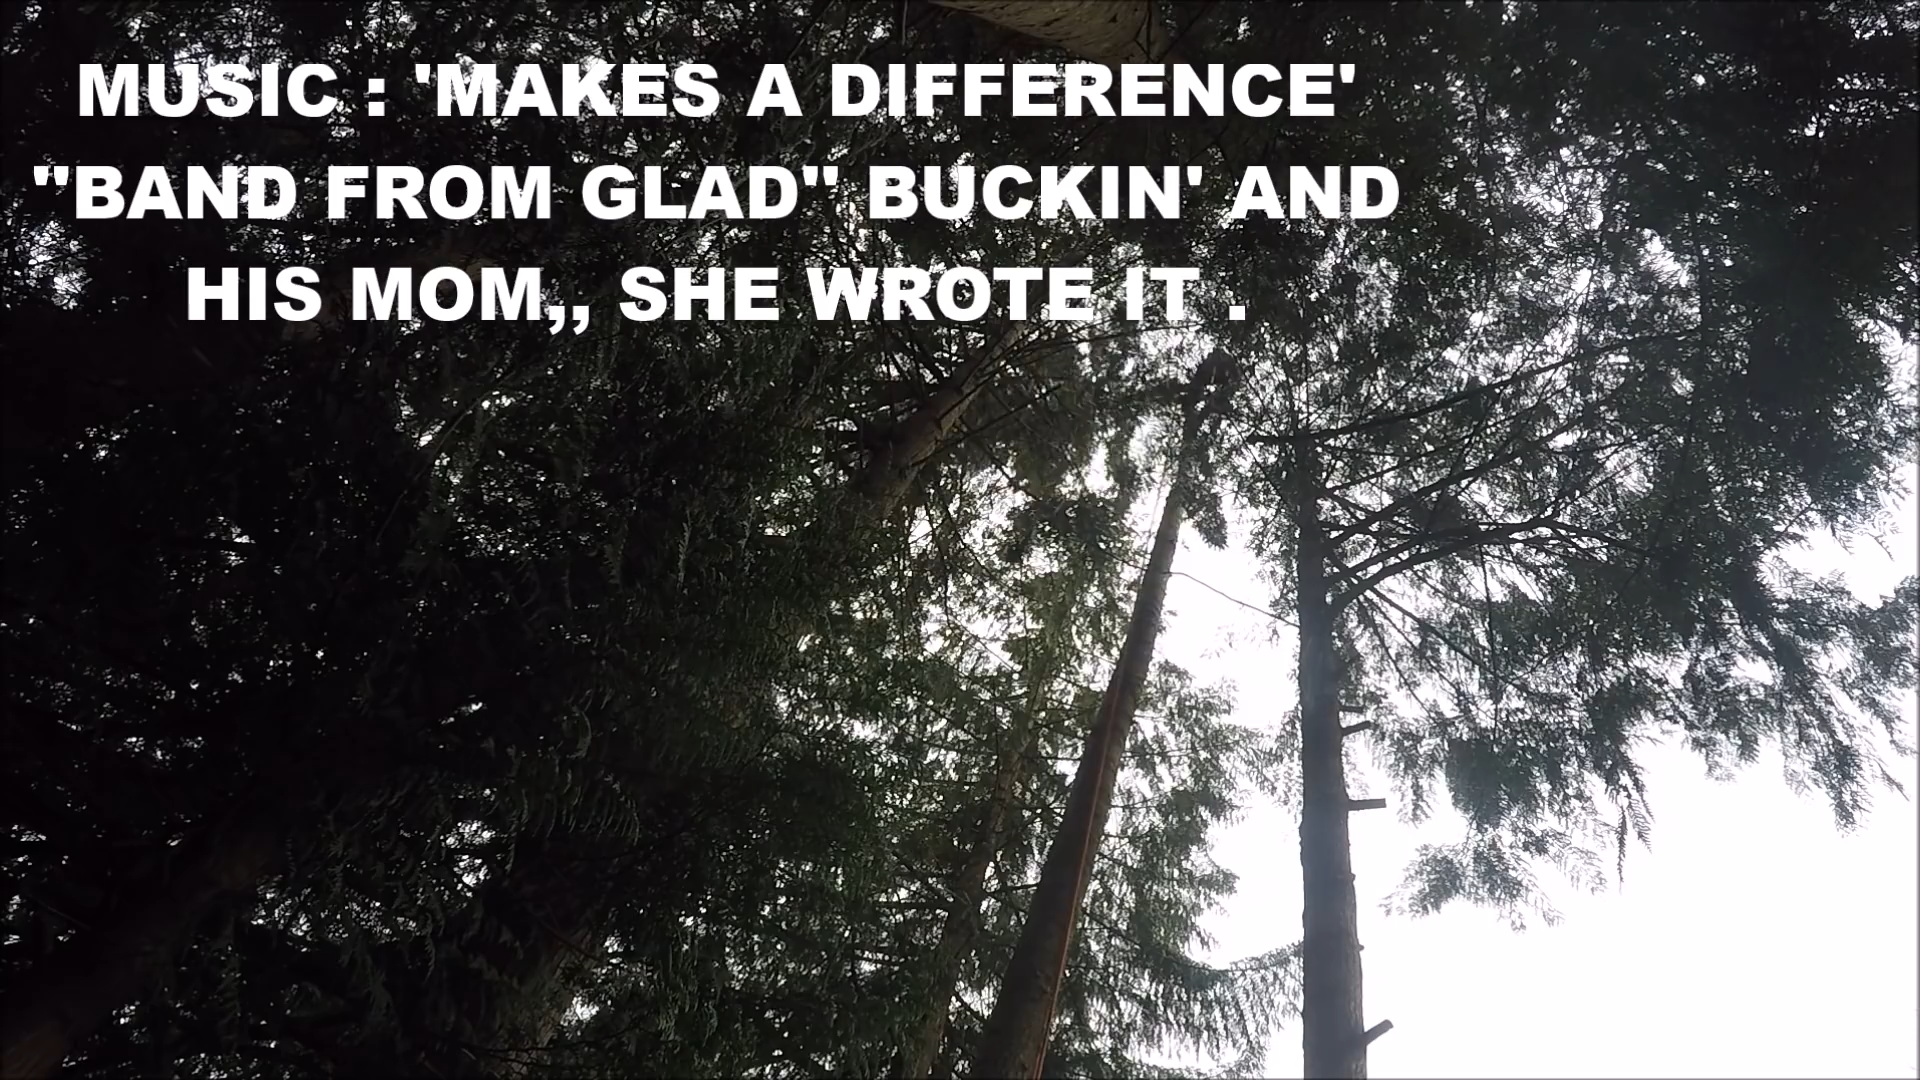 MUSIC : 'MAKES A DIFFERENCE'
"BAND FROM GLAD" BUCKIN' AND
HIS MOM,, SHE WROTE IT .